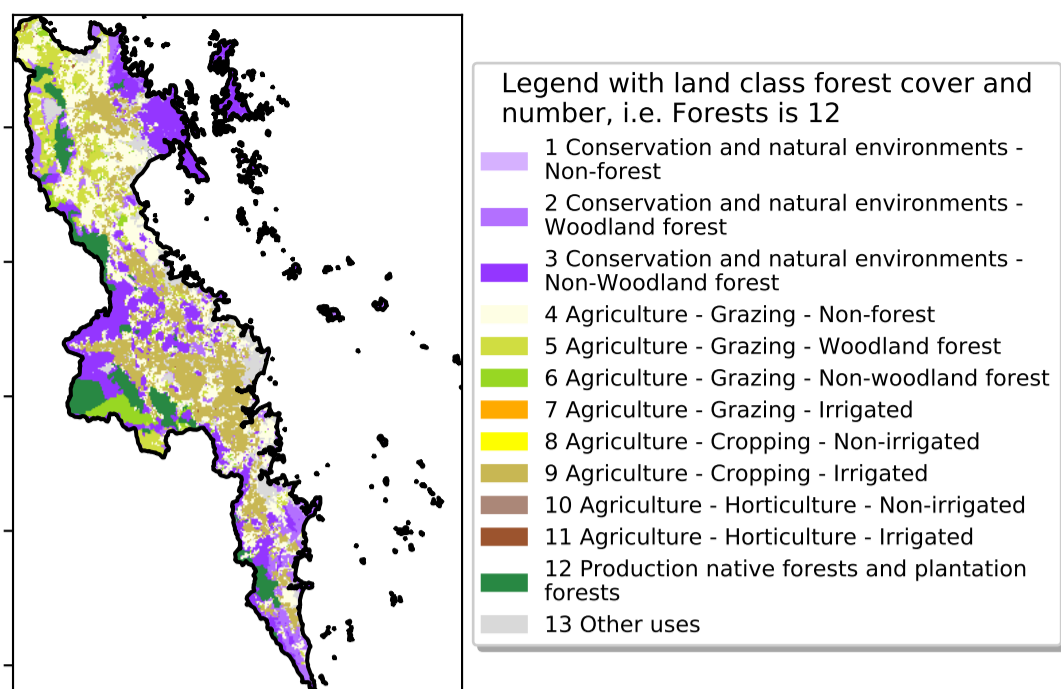 Legend with land class forest cover and
number, i.e. Forests is 12
1 Conservation and natural environments -
Non-forest
2 Conservation and natural environments -
Woodland forest
3 Conservation and natural environments -
Non-Woodland forest
4 Agriculture - Grazing - Non-forest
5 Agriculture - Grazing - Woodland forest
6 Agriculture - Grazing - Non-woodland forest
7 Agriculture - Grazing - Irrigated
8 Agriculture - Cropping - Non-irrigated
9 Agriculture - Cropping - Irrigated
10 Agriculture - Horticulture - Non-irrigated
11 Agriculture - Horticulture - Irrigated
12 Production native forests and plantation
forests
13 Other uses